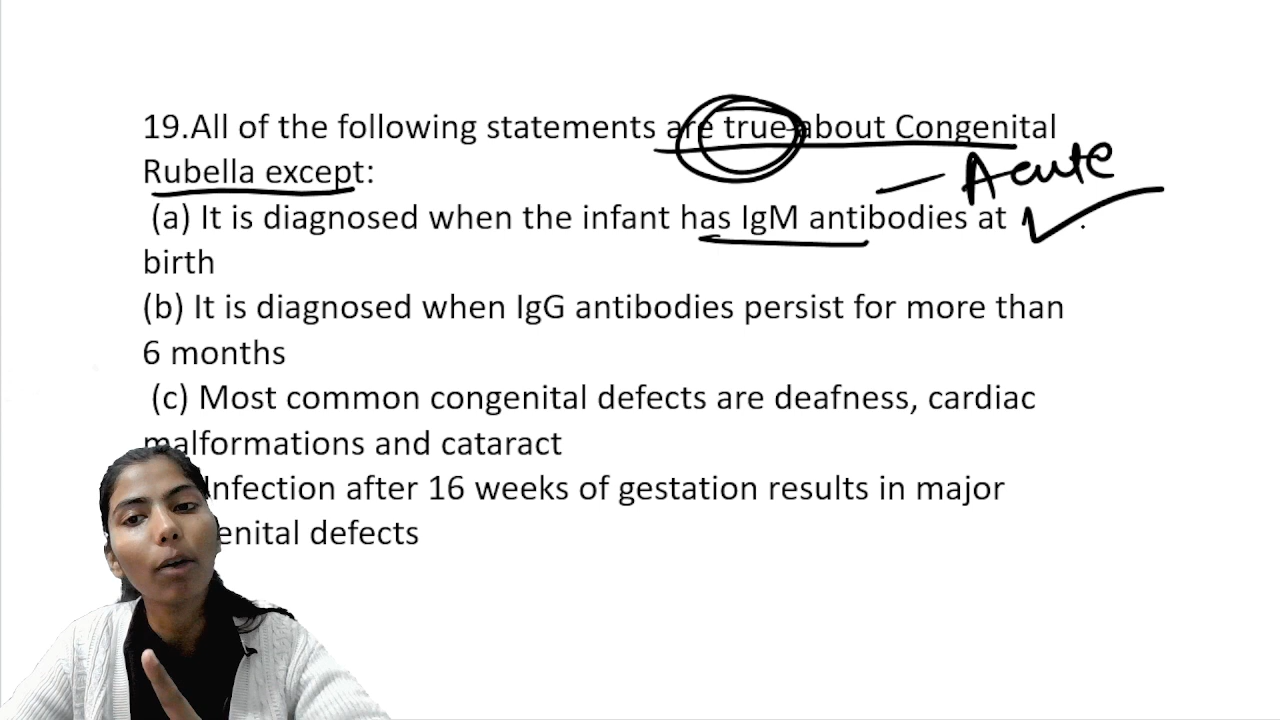 19.All of the following statements are true about Congenital
Rubella except:
- Acute
(a) It is diagnosed when the infant has IgM antibodies at
birth
(b) It is diagnosed when IgG antibodies persist for more than
6 months
(c) Most common congenital defects are deafness, cardiac
malformations and cataract
Infection after 16 weeks of gestation results in major
enital defects